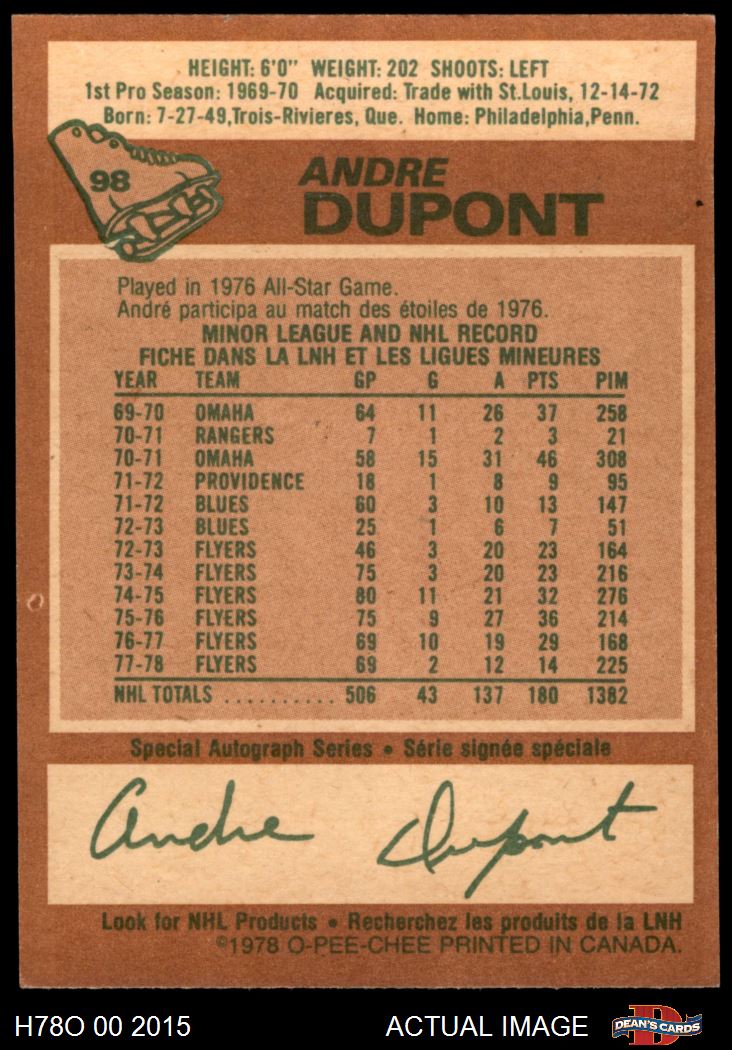 HEIGHT: 6'0" WEIGHT: 202 SHOOTS: LEFT
1st Pro Season: 1969-70 Acquired: Trade with St.Louis, 12-14-72
Born: 7-27-49,Trois-Rivieres, Que. Home: Philadelphia,Penn.
98
ANDRE
DUPONT
Played in 1976 All-Star Game.
André participa au match des étoiles de 1976.
MINOR LEAGUE AND NHL RECORD
FICHE DANS LA LNH ET LES LIGUES MINEURES
YEAR TEAM GP G A PTS PIM
69-70 OMAHA 64 11 26 37 258
70-71 RANGERS 7 1 2 3 21
70-71 OMAHA 58 15 31 46 308
71-72 PROVIDENCE 18 1 8 9 95
71-72 BLUES 60 3 10 13 147
72-73 BLUES 25 1 6 7 51
72-73 FLYERS 46 3 20 23 164
73-74 FLYERS 75 3 20 23 216
74-75 FLYERS 80 11 21 32 276
75-76 FLYERS 75 9 27 36 214
76-77 FLYERS 69 10 19 29 168
77-78 FLYERS 69 2 12 14 225
NHL TOTALS .......... 506 43 137 180 1382
Special Autograph Series • Série signée spéciale
Andre Dupont
Look for NHL Products • Recherchez les produits de la LNH
©1978 O-PEE-CHEE PRINTED IN CANADA.
H78O 00 2015 ACTUAL IMAGE D DEAN'S CARDS